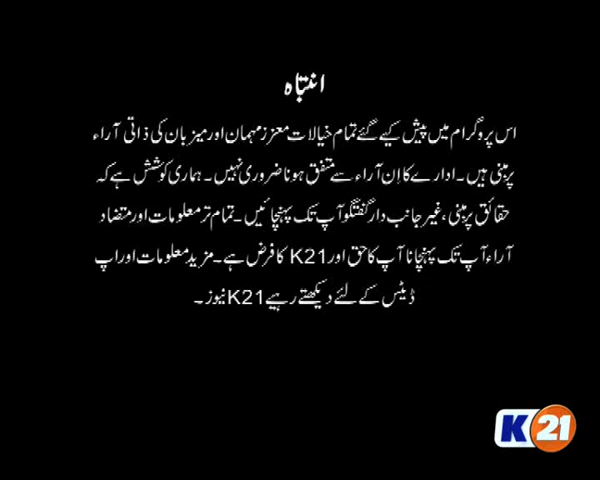 انتباہ
اس پروگرام میں پیش کیے گئے تمام خیالات معزز مہمان اور میزبان کی ذاتی آراء
پر مبنی ہیں۔ ادارے کا اِن آراء سے متفق ہونا ضروری نہیں۔ ہماری کوشش ہے کہ
حقائق پر مبنی، غیر جانب دار گفتگو آپ تک پہنچائیں۔ تمام تر معلومات اور متضاد
آراء آپ تک پہنچانا آپ کا حق اور K21 کا فرض ہے۔ مزید معلومات اور اپ
ڈیٹس کے لئے دیکھتے رہیے K21 نیوز۔
K21